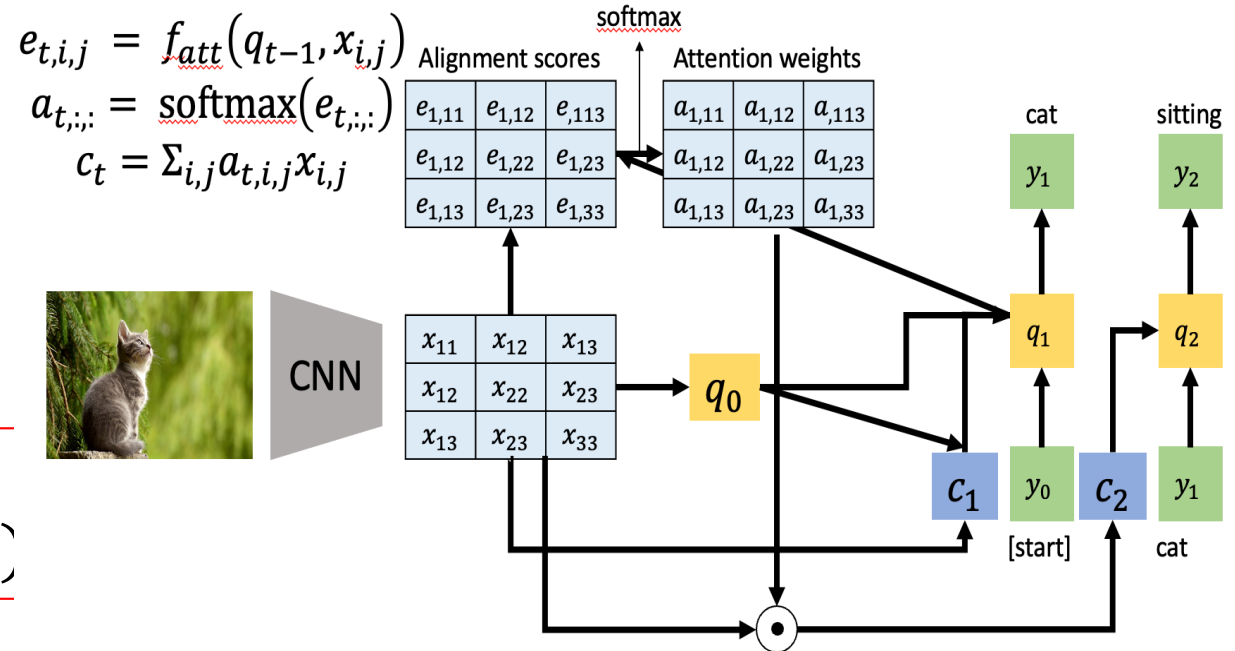 e_{t,i,j} = f_{att}(q_{t−1}, x_{i,j})
a_{t,:,:} = softmax(e_{t,:,:})
c_t = Σ_{i,j} a_{t,i,j} x_{i,j}
softmax
Alignment scores
e_{1,11} e_{1,12} e_{,113}
e_{1,12} e_{1,22} e_{1,23}
e_{1,13} e_{1,23} e_{1,33}
Attention weights
a_{1,11} a_{1,12} a_{,113}
a_{1,12} a_{1,22} a_{1,23}
a_{1,13} a_{1,23} a_{1,33}
cat
sitting
y_1
y_2
CNN
x_{11} x_{12} x_{13}
x_{12} x_{22} x_{23}
x_{13} x_{23} x_{33}
q_0
q_1
q_2
c_1
y_0
c_2
y_1
[start]
cat
)